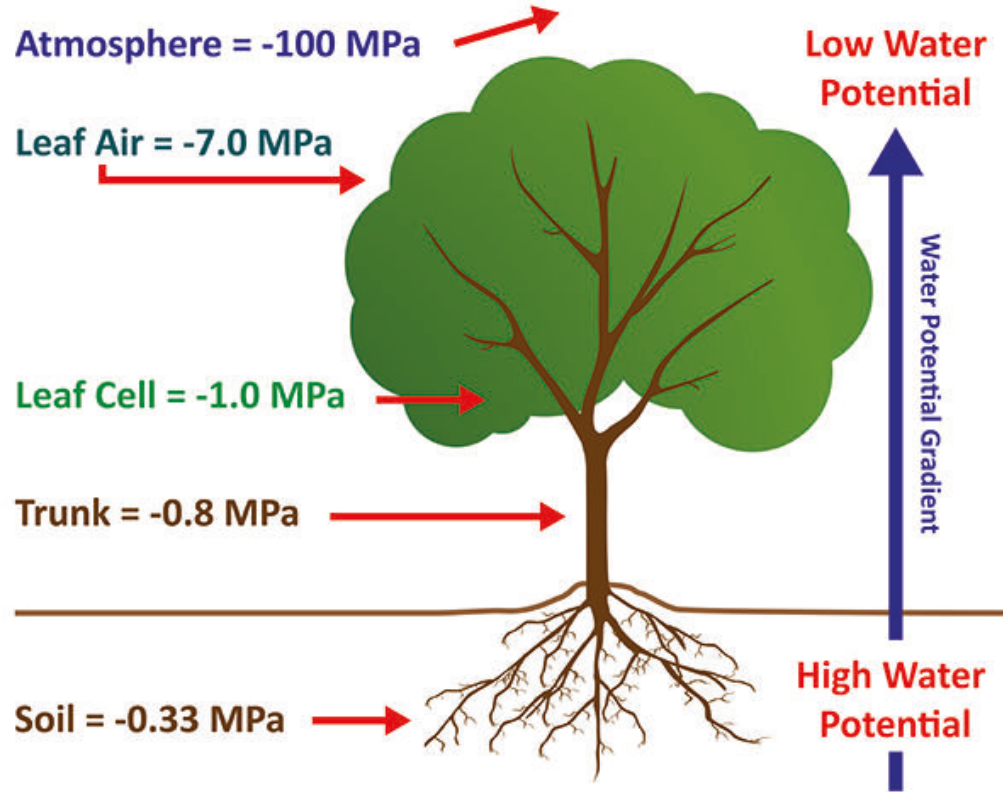 Atmosphere = -100 MPa
Low Water
Potential
Leaf Air = -7.0 MPa
Water Potential Gradient
Leaf Cell = -1.0 MPa
Trunk = -0.8 MPa
High Water
Potential
Soil = -0.33 MPa